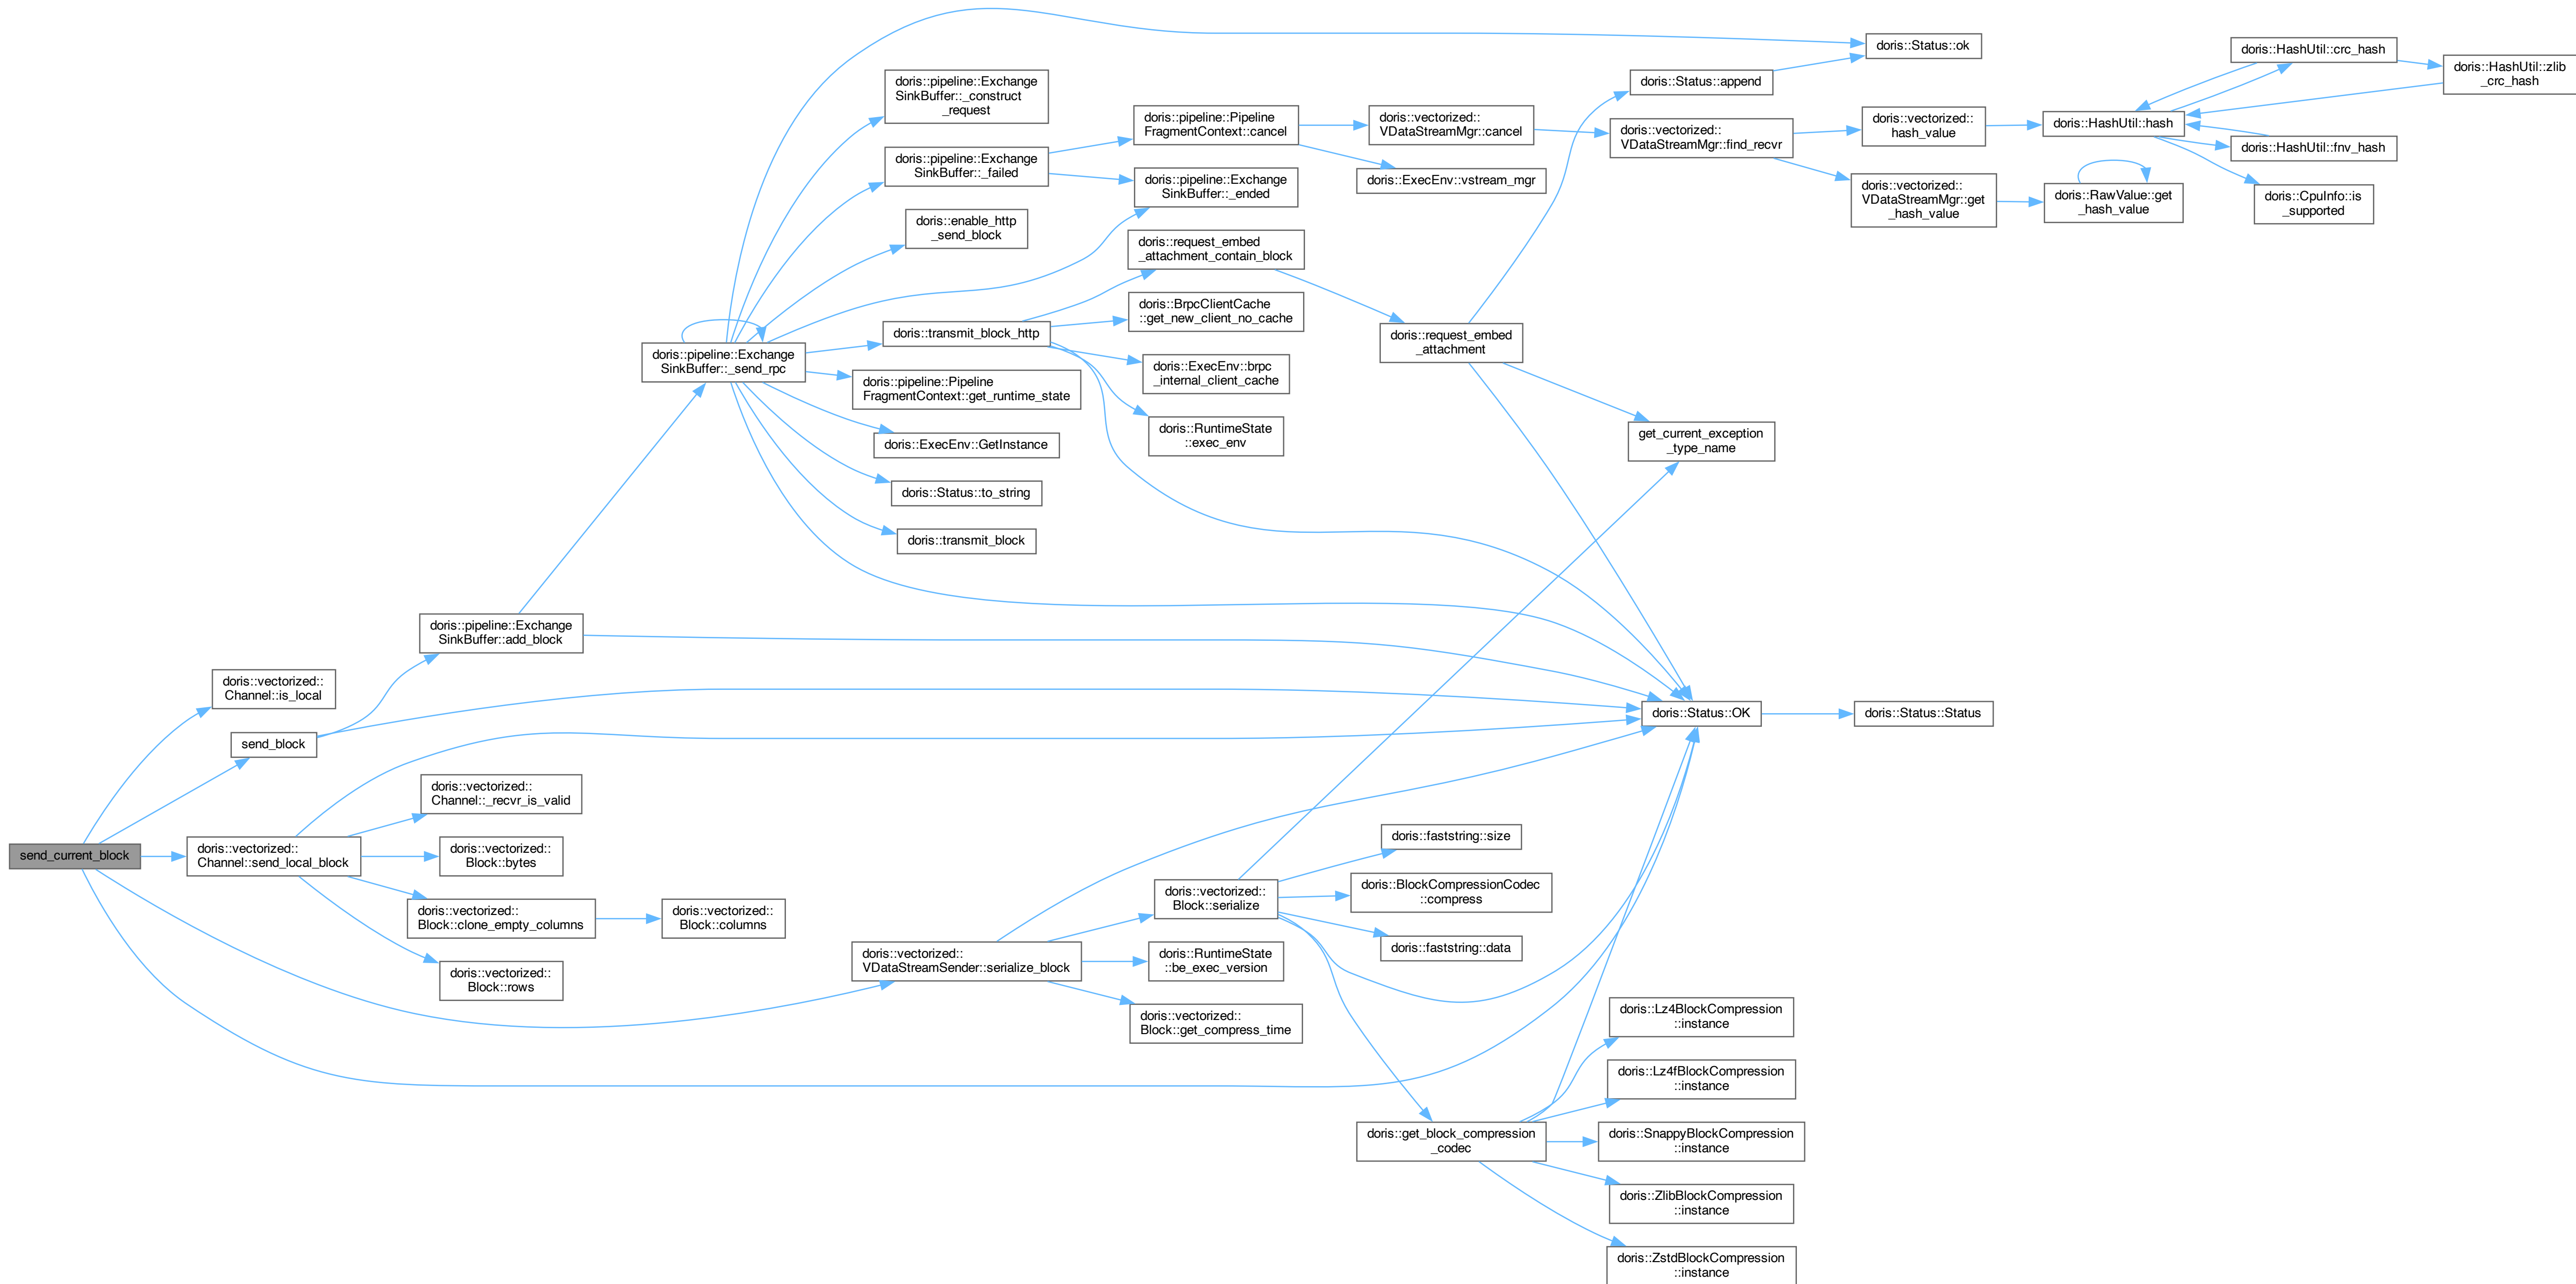 send_current_block
doris::vectorized::
Channel::is_local
send_block
doris::vectorized::
Channel::send_local_block
doris::pipeline::Exchange
SinkBuffer::add_block
doris::vectorized::
Channel::_recvr_is_valid
doris::vectorized::
Block::bytes
doris::vectorized::
Block::clone_empty_columns
doris::vectorized::
Block::rows
doris::pipeline::Exchange
SinkBuffer::_send_rpc
doris::vectorized::
Block::columns
doris::pipeline::Exchange
SinkBuffer::_construct
_request
doris::pipeline::Exchange
SinkBuffer::_failed
doris::enable_http
_send_block
doris::transmit_block_http
doris::pipeline::Pipeline
FragmentContext::get_runtime_state
doris::ExecEnv::GetInstance
doris::Status::to_string
doris::transmit_block
doris::vectorized::
VDataStreamSender::serialize_block
doris::pipeline::Pipeline
FragmentContext::cancel
doris::pipeline::Exchange
SinkBuffer::_ended
doris::request_embed
_attachment_contain_block
doris::BrpcClientCache
::get_new_client_no_cache
doris::ExecEnv::brpc
_internal_client_cache
doris::RuntimeState
::exec_env
doris::vectorized::
Block::serialize
doris::RuntimeState
::be_exec_version
doris::vectorized::
Block::get_compress_time
doris::vectorized::
VDataStreamMgr::cancel
doris::ExecEnv::vstream_mgr
doris::request_embed
_attachment
doris::faststring::size
doris::BlockCompressionCodec
::compress
doris::faststring::data
doris::get_block_compression
_codec
doris::Status::append
doris::vectorized::
VDataStreamMgr::find_recvr
get_current_exception
_type_name
doris::Status::OK
doris::Lz4BlockCompression
::instance
doris::Lz4fBlockCompression
::instance
doris::SnappyBlockCompression
::instance
doris::ZlibBlockCompression
::instance
doris::ZstdBlockCompression
::instance
doris::Status::ok
doris::vectorized::
hash_value
doris::vectorized::
VDataStreamMgr::get
_hash_value
doris::Status::Status
doris::HashUtil::hash
doris::RawValue::get
_hash_value
doris::HashUtil::crc_hash
doris::HashUtil::fnv_hash
doris::CpuInfo::is
_supported
doris::HashUtil::zlib
_crc_hash